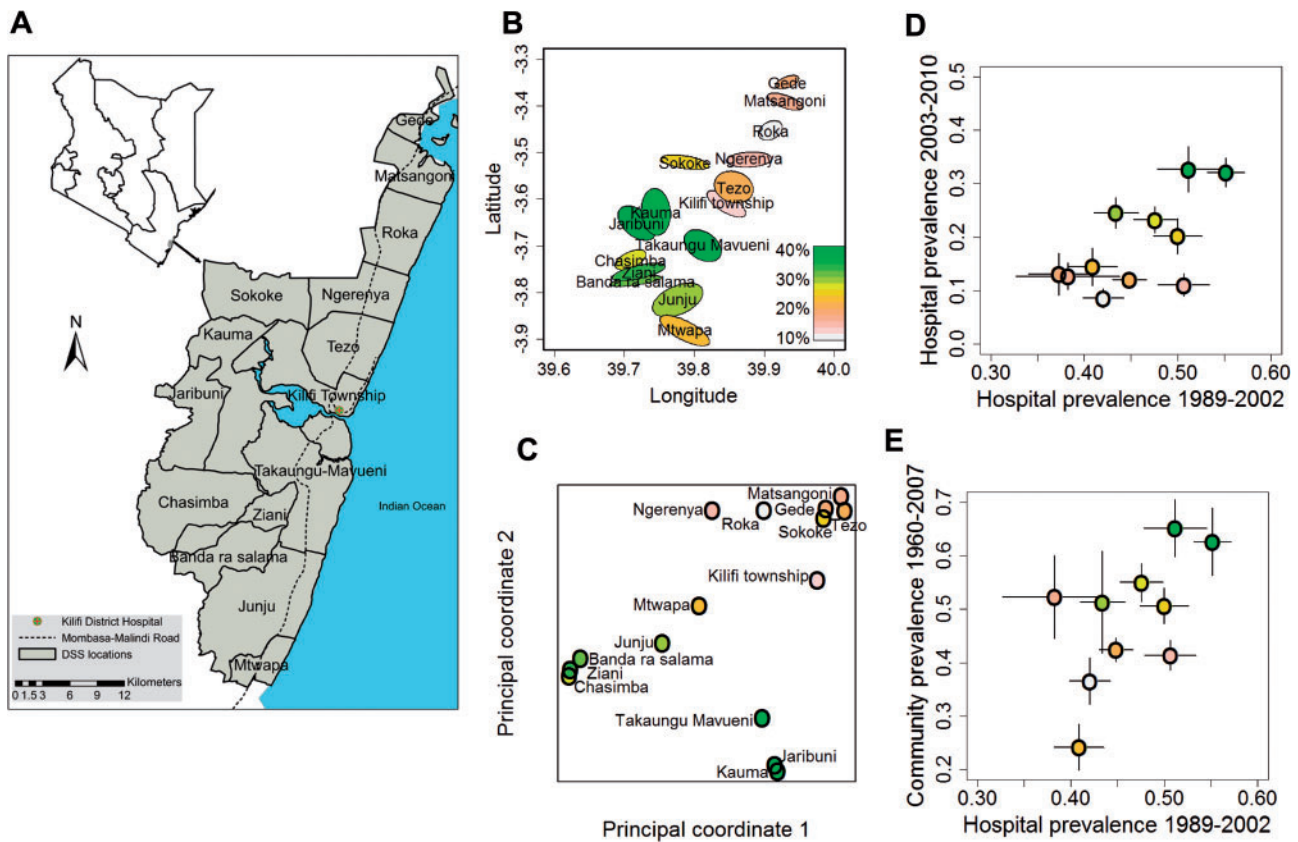 A
Gede
Matsangoni
Roka
Sokoke
Ngerenya
Kauma
Tezo
N
Jaribuni
Kilifi Township
Takaungu-Mavueni
Chasimba
Ziani
Indian Ocean
Banda ra salama
Junju
Mtwapa
Kilifi District Hospital
Mombasa-Malindi Road
DSS locations
Kilometers
0 1.5 3 6 9 12
B
Latitude
-3.3
-3.4
-3.5
-3.6
-3.7
-3.8
-3.9
Gede
Matsangoni
Roka
Ngerenya
Sokoke
Tezo
Kilifi township
Kauma
Jaribuni
Takaungu Mavueni
Chasimba
Ziani
Banda ra salama
Junju
Mtwapa
40%
30%
20%
10%
39.6 39.7 39.8 39.9 40.0
Longitude
C
Principal coordinate 2
Matsangoni
Ngerenya
Roka
Gede
Sokoke
Tezo
Kilifi township
Mtwapa
Junju
Banda ra salama
Ziani
Chasimba
Takaungu Mavueni
Jaribuni
Kauma
Principal coordinate 1
D
Hospital prevalence 2003-2010
0.5
0.4
0.3
0.2
0.1
0.0
0.30 0.40 0.50 0.60
Hospital prevalence 1989-2002
E
Community prevalence 1960-2007
0.7
0.6
0.5
0.4
0.3
0.2
0.30 0.40 0.50 0.60
Hospital prevalence 1989-2002